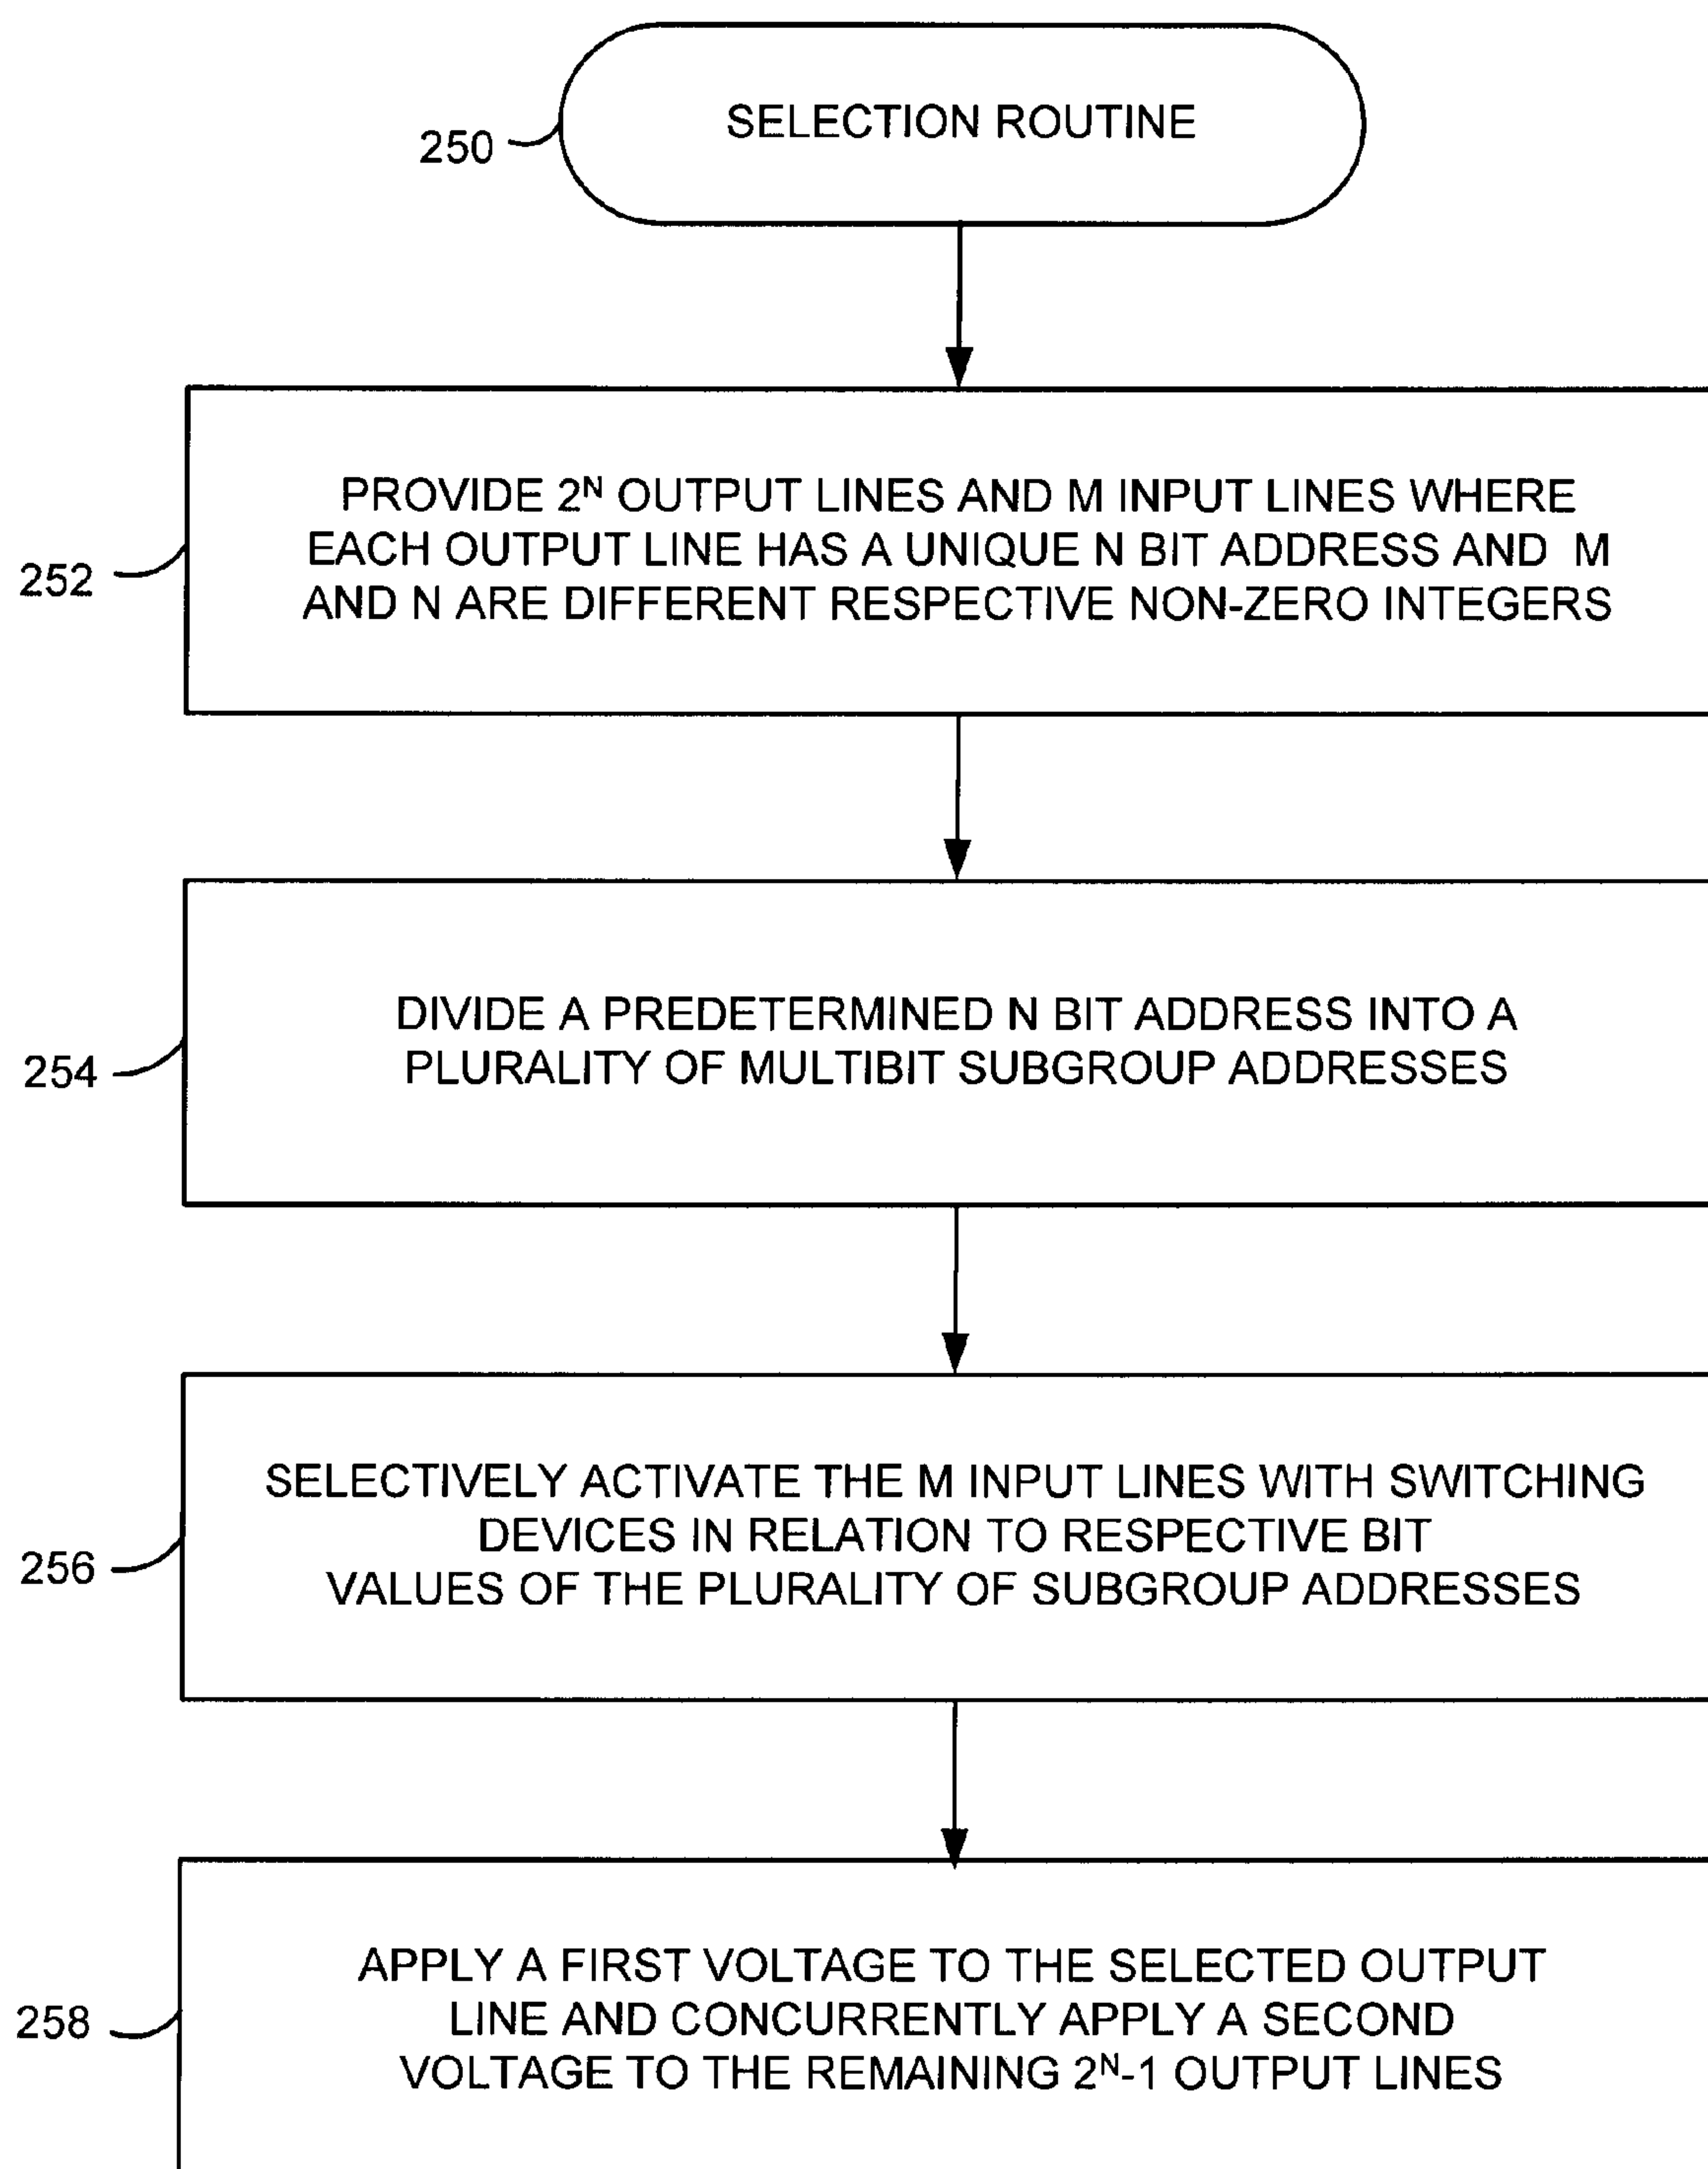 SELECTION ROUTINE
250
PROVIDE 2ᴺ OUTPUT LINES AND M INPUT LINES WHERE
EACH OUTPUT LINE HAS A UNIQUE N BIT ADDRESS AND M
AND N ARE DIFFERENT RESPECTIVE NON-ZERO INTEGERS
252
DIVIDE A PREDETERMINED N BIT ADDRESS INTO A
PLURALITY OF MULTIBIT SUBGROUP ADDRESSES
254
SELECTIVELY ACTIVATE THE M INPUT LINES WITH SWITCHING
DEVICES IN RELATION TO RESPECTIVE BIT
VALUES OF THE PLURALITY OF SUBGROUP ADDRESSES
256
APPLY A FIRST VOLTAGE TO THE SELECTED OUTPUT
LINE AND CONCURRENTLY APPLY A SECOND
VOLTAGE TO THE REMAINING 2ᴺ-1 OUTPUT LINES
258